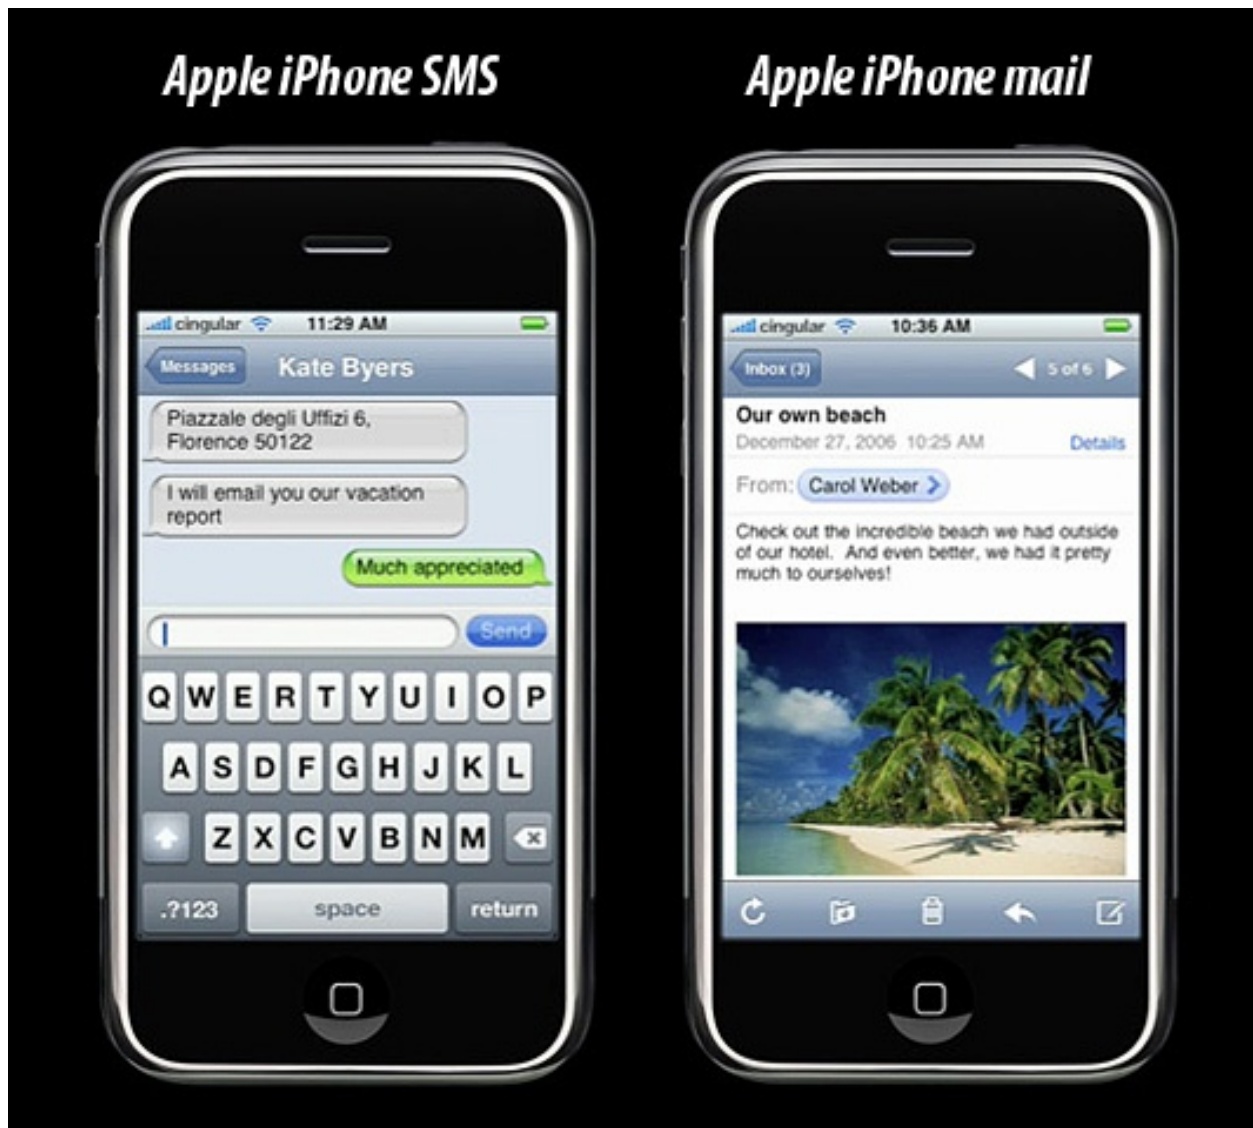 Apple iPhone SMS
cingular 11:29 AM
Messages Kate Byers
Piazzale degli Uffizi 6,
Florence 50122
I will email you our vacation
report
Much appreciated
Send
Q W E R T Y U I O P
A S D F G H J K L
Z X C V B N M
.?123 space return
Apple iPhone mail
cingular 10:36 AM
Inbox (3) 5 of 6
Our own beach
December 27, 2006 10:25 AM Details
From: Carol Weber
Check out the incredible beach we had outside
of our hotel. And even better, we had it pretty
much to ourselves!